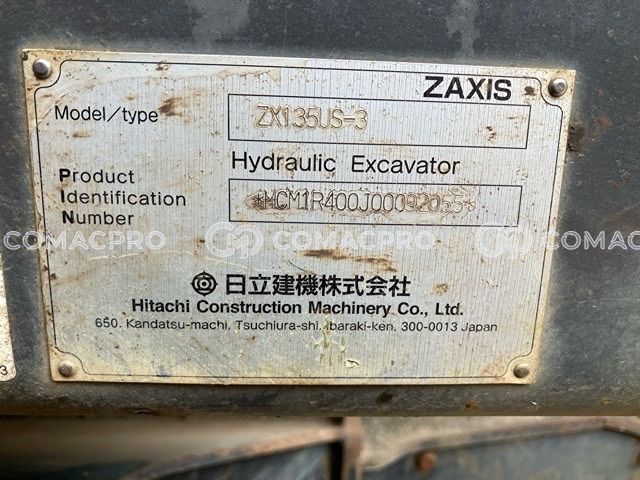 ZAXIS
Model/type ZX135US-3
Hydraulic Excavator
Product
Identification *HCM1R400J00092055*
Number
COMACPRO COMACPRO COMACPRO
日立建機株式会社
Hitachi Construction Machinery Co., Ltd.
650, Kandatsu-machi, Tsuchiura-shi, Ibaraki-ken, 300-0013 Japan
3